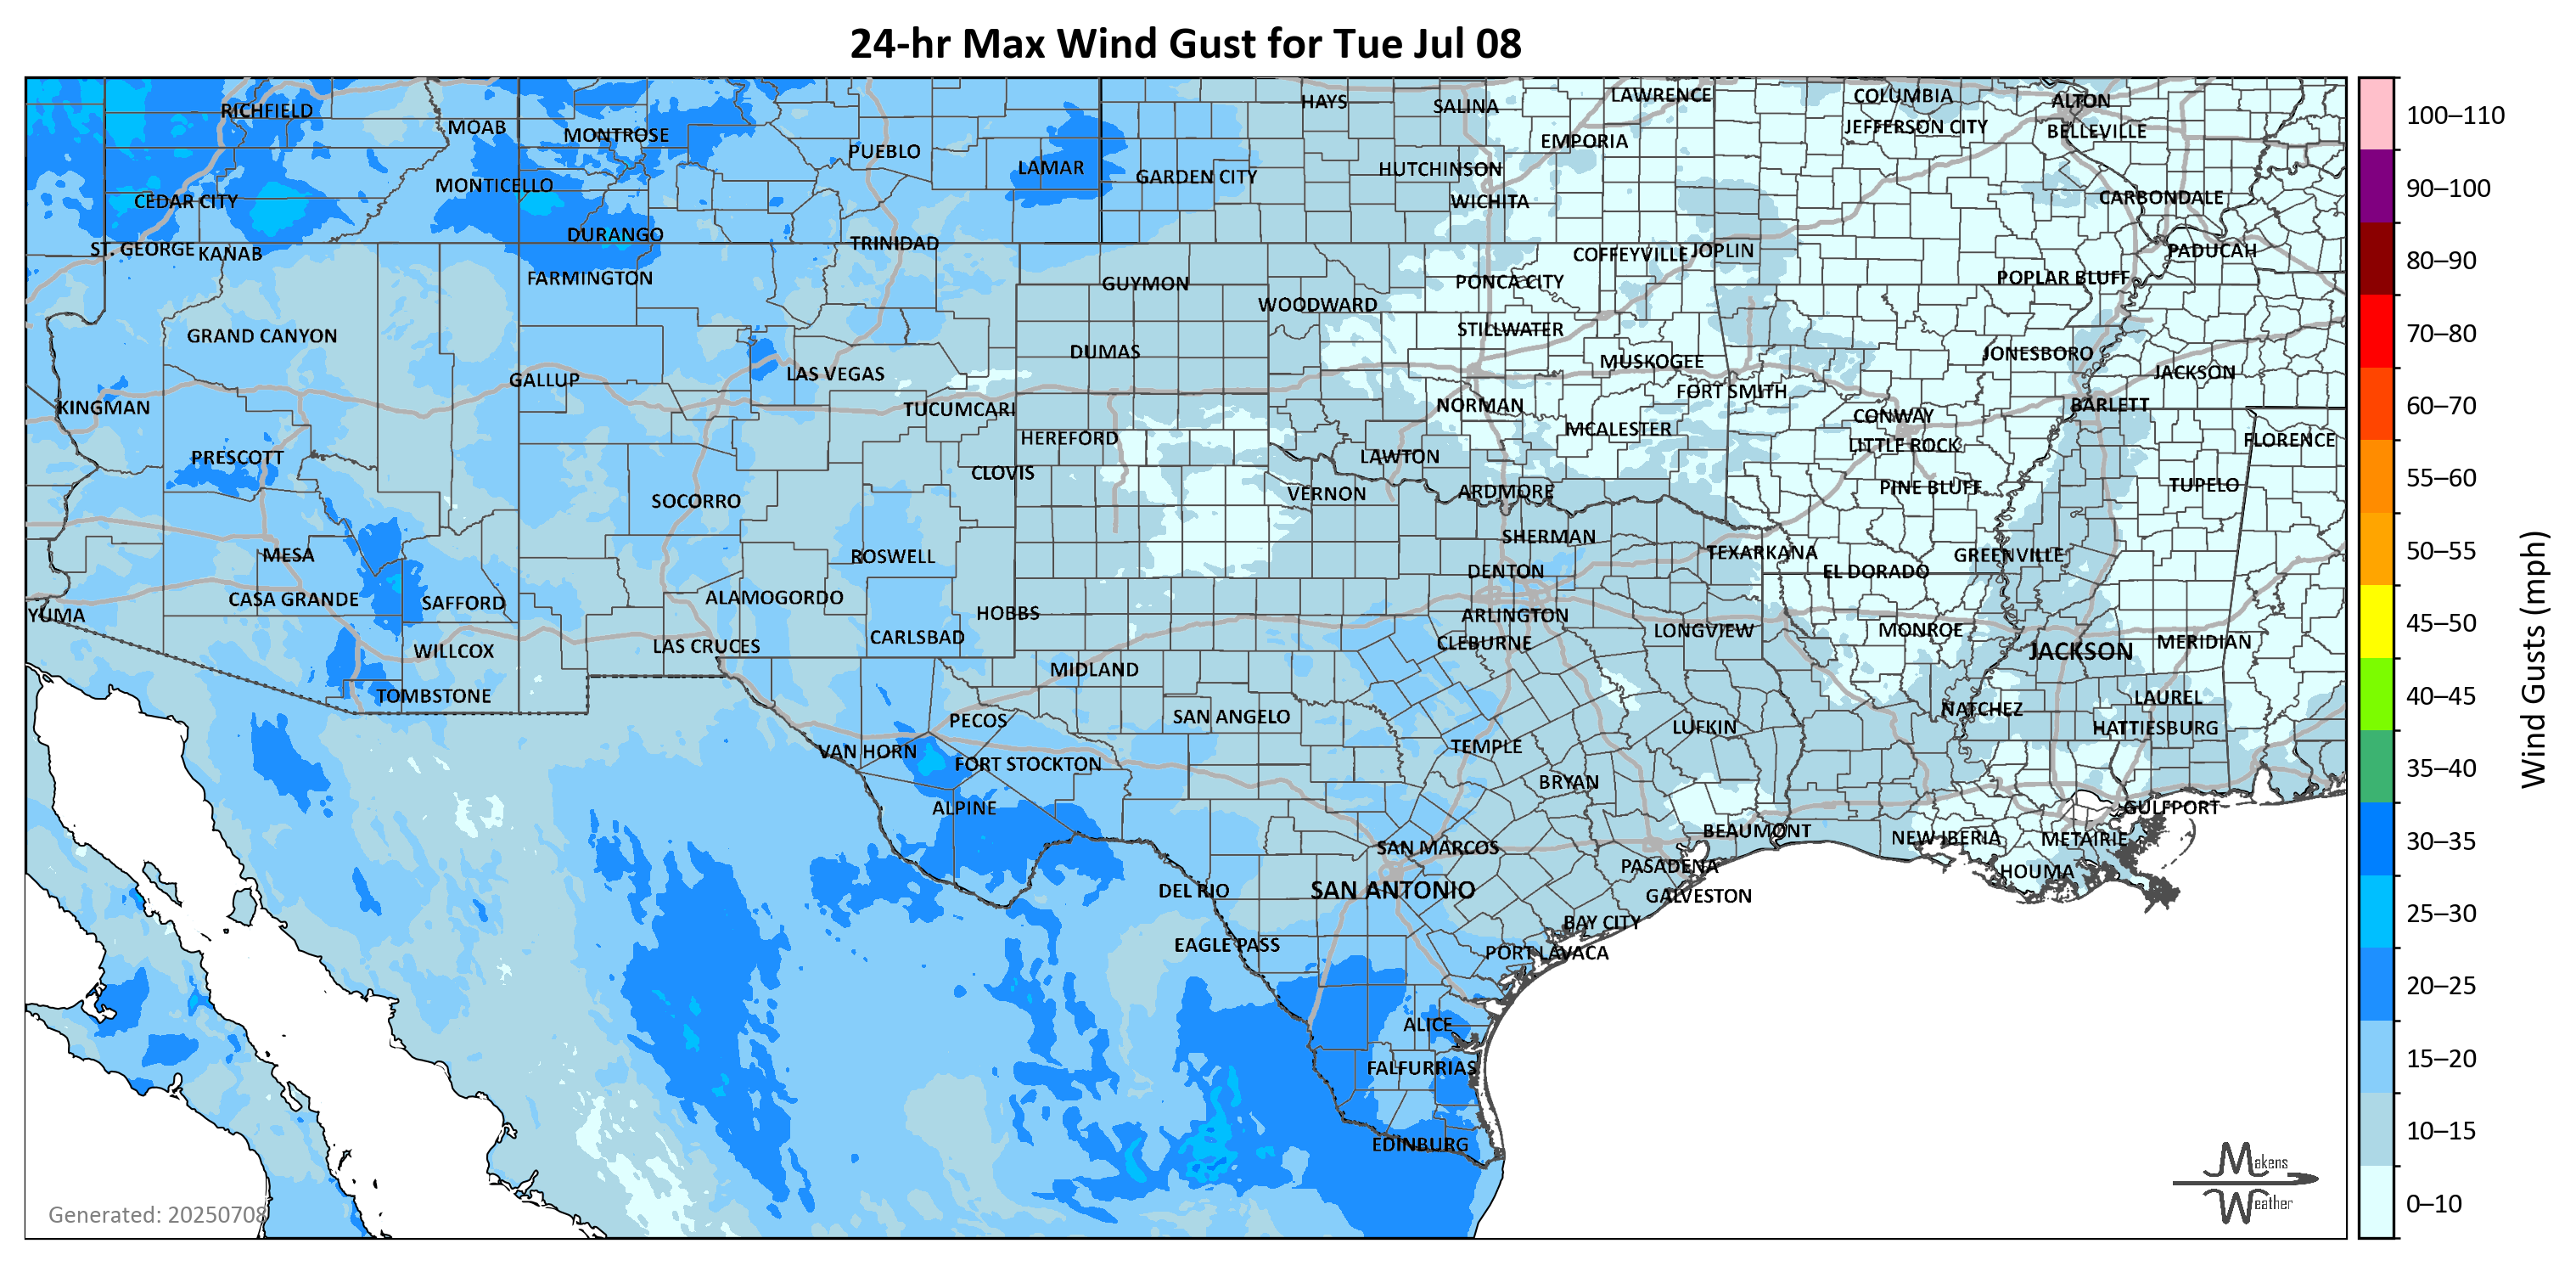 24-hr Max Wind Gust for Tue Jul 08
RICHFIELD
MOAB
MONTROSE
PUEBLO
LAMAR
GARDEN CITY
HAYS
SALINA
HUTCHINSON
WICHITA
EMPORIA
LAWRENCE
COLUMBIA
JEFFERSON CITY
ALTON
BELLEVILLE
CARBONDALE
PADUCAH
MONTICELLO
CEDAR CITY
ST. GEORGE
KANAB
DURANGO
FARMINGTON
TRINIDAD
GUYMON
WOODWARD
PONCA CITY
COFFEYVILLE
JOPLIN
POPLAR BLUFF
GRAND CANYON
DUMAS
STILLWATER
MUSKOGEE
JONESBORO
JACKSON
GALLUP
LAS VEGAS
KINGMAN
TUCUMCARI
NORMAN
FORT SMITH
CONWAY
BARLETT
HEREFORD
MCALESTER
LITTLE ROCK
FLORENCE
PRESCOTT
CLOVIS
LAWTON
SOCORRO
VERNON
ARDMORE
PINE BLUFF
TUPELO
MESA
ROSWELL
SHERMAN
TEXARKANA
GREENVILLE
DENTON
EL DORADO
CASA GRANDE
SAFFORD
ALAMOGORDO
YUMA
HOBBS
ARLINGTON
WILLCOX
LAS CRUCES
CARLSBAD
CLEBURNE
LONGVIEW
MONROE
JACKSON
MERIDIAN
MIDLAND
TOMBSTONE
PECOS
SAN ANGELO
LUFKIN
NATCHEZ
LAUREL
HATTIESBURG
VAN HORN
FORT STOCKTON
TEMPLE
BRYAN
ALPINE
GULFPORT
BEAUMONT
NEW IBERIA
METAIRIE
SAN MARCOS
PASADENA
HOUMA
DEL RIO
SAN ANTONIO
GALVESTON
BAY CITY
EAGLE PASS
PORT LAVACA
ALICE
FALFURRIAS
EDINBURG
Generated: 20250708
Makens
Weather
100–110
90–100
80–90
70–80
60–70
55–60
50–55
45–50
40–45
35–40
30–35
25–30
20–25
15–20
10–15
0–10
Wind Gusts (mph)